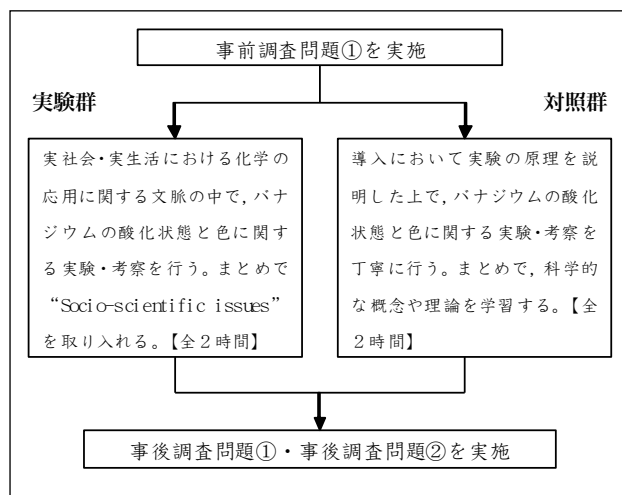 事前調査問題①を実施
実験群
対照群
実社会・実生活における化学の
応用に関する文脈の中で,バナ
ジウムの酸化状態と色に関す
る実験・考察を行う。まとめで
“Socio-scientific issues”
を取り入れる。【全2時間】
導入において実験の原理を説
明した上で,バナジウムの酸化
状態と色に関する実験・考察を
丁寧に行う。まとめで,科学的
な概念や理論を学習する。【全
2時間】
事後調査問題①・事後調査問題②を実施